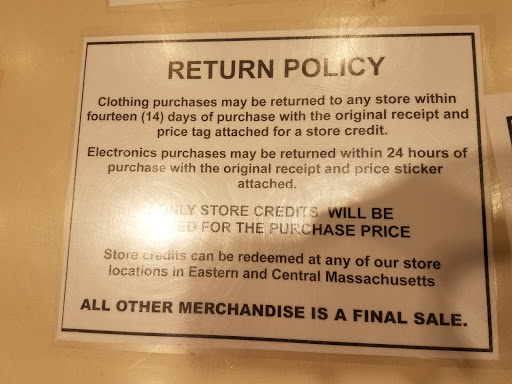 RETURN POLICY
Clothing purchases may be returned to any store within
fourteen (14) days of purchase with the original receipt and
price tag attached for a store credit.
Electronics purchases may be returned within 24 hours of
purchase with the original receipt and price sticker
attached.
ONLY STORE CREDITS WILL BE
FOR THE PURCHASE PRICE
Store credits can be redeemed at any of our store
locations in Eastern and Central Massachusetts
ALL OTHER MERCHANDISE IS A FINAL SALE.